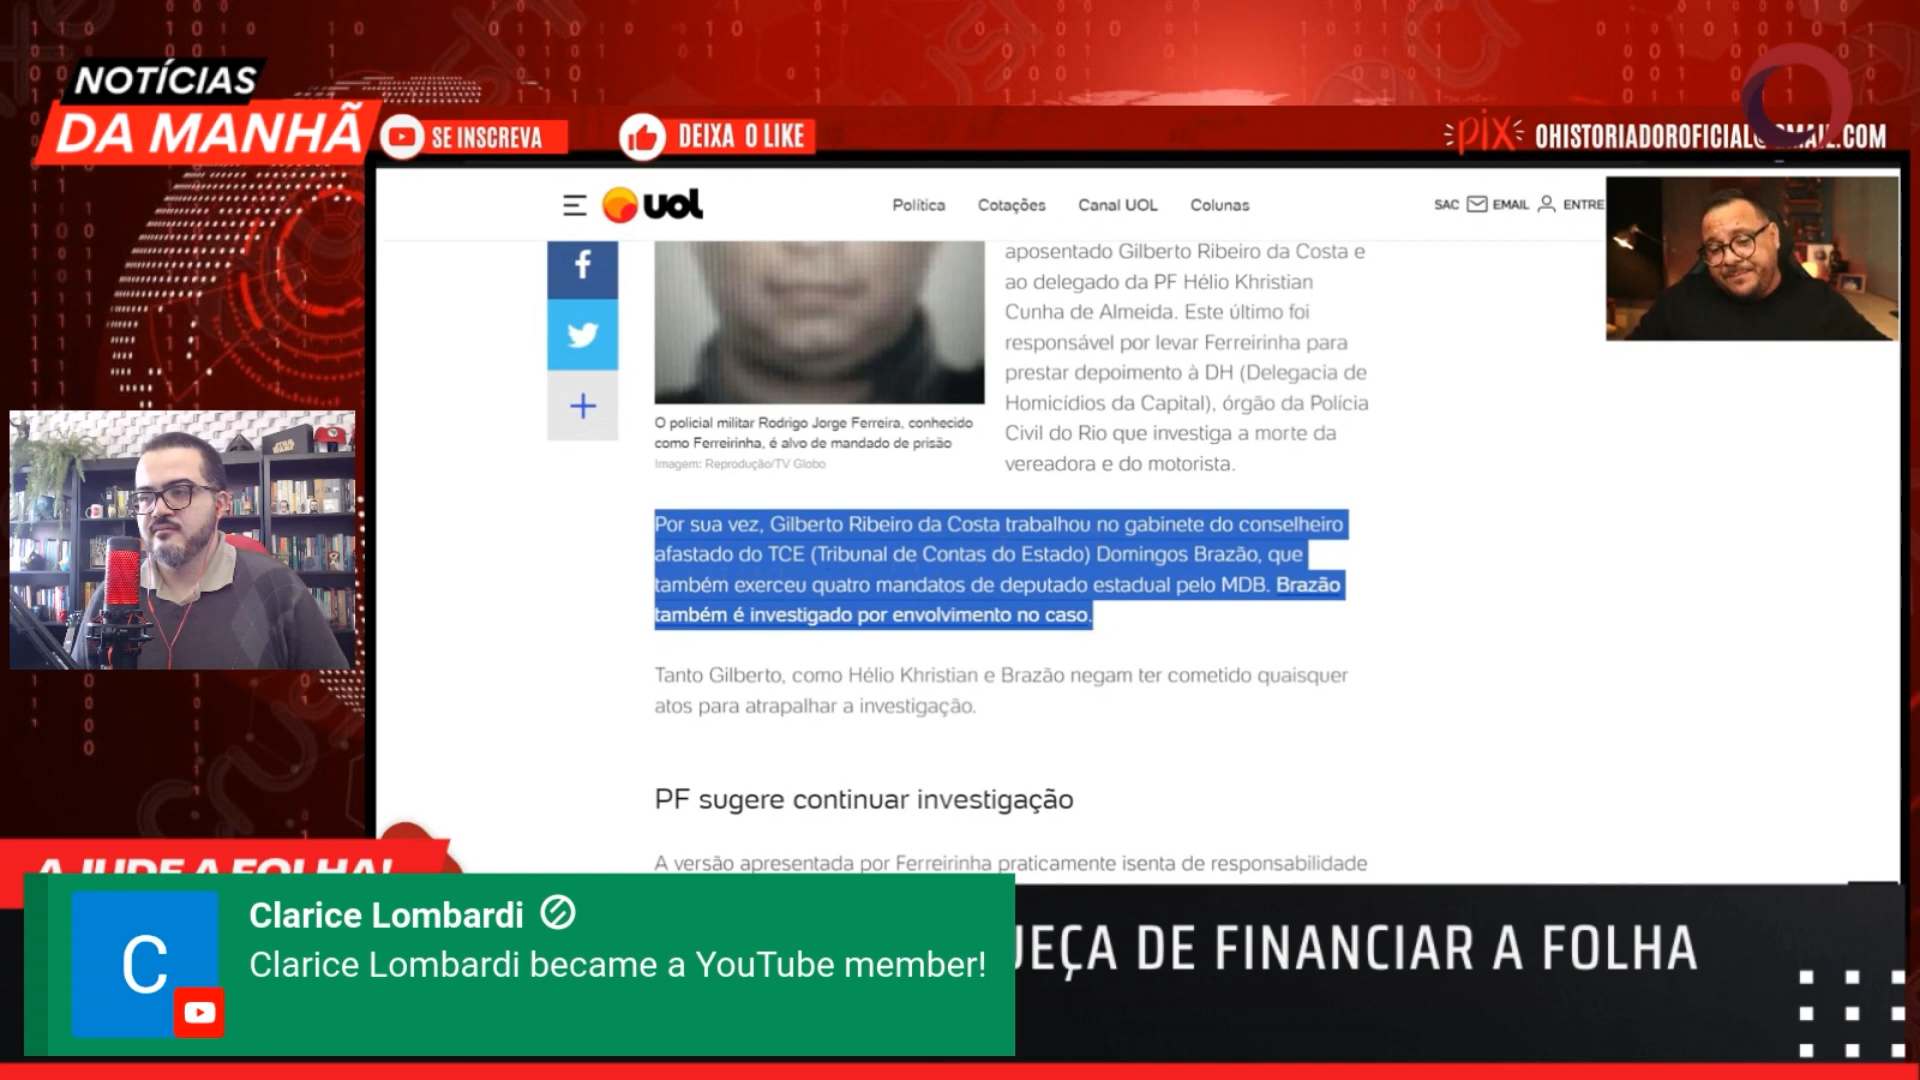 NOTÍCIAS
DA MANHÃ
SE INSCREVA
DEIXA O LIKE
PIX OHISTORIADOROFICIAL@GMAIL.COM
UOL
Política Cotações Canal UOL Colunas
SAC EMAIL ENTRE
aposentado Gilberto Ribeiro da Costa e
ao delegado da PF Hélio Khristian
Cunha de Almeida. Este último foi
responsável por levar Ferreirinha para
prestar depoimento à DH (Delegacia de
Homicídios da Capital), órgão da Polícia
Civil do Rio que investiga a morte da
vereadora e do motorista.
O policial militar Rodrigo Jorge Ferreira, conhecido
como Ferreirinha, é alvo de mandado de prisão
Imagem: Reprodução/TV Globo
Por sua vez, Gilberto Ribeiro da Costa trabalhou no gabinete do conselheiro
afastado do TCE (Tribunal de Contas do Estado) Domingos Brazão, que
também exerceu quatro mandatos de deputado estadual pelo MDB. Brazão
também é investigado por envolvimento no caso.
Tanto Gilberto, como Hélio Khristian e Brazão negam ter cometido quaisquer
atos para atrapalhar a investigação.
PF sugere continuar investigação
A versão apresentada por Ferreirinha praticamente isenta de responsabilidade
AJUDE A FOLHA!
C
Clarice Lombardi
Clarice Lombardi became a YouTube member!
UEÇA DE FINANCIAR A FOLHA